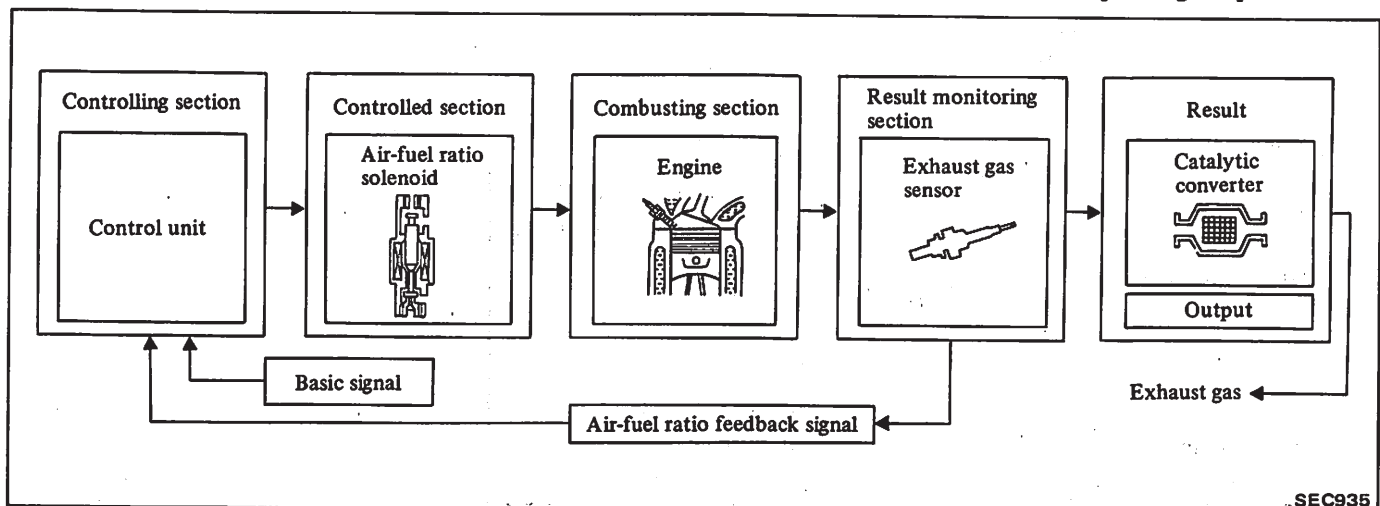 Controlling section
Control unit
Controlled section
Air-fuel ratio
solenoid
Combusting section
Engine
Result monitoring
section
Exhaust gas
sensor
Result
Catalytic
converter
Output
Basic signal
Air-fuel ratio feedback signal
Exhaust gas
SEC935